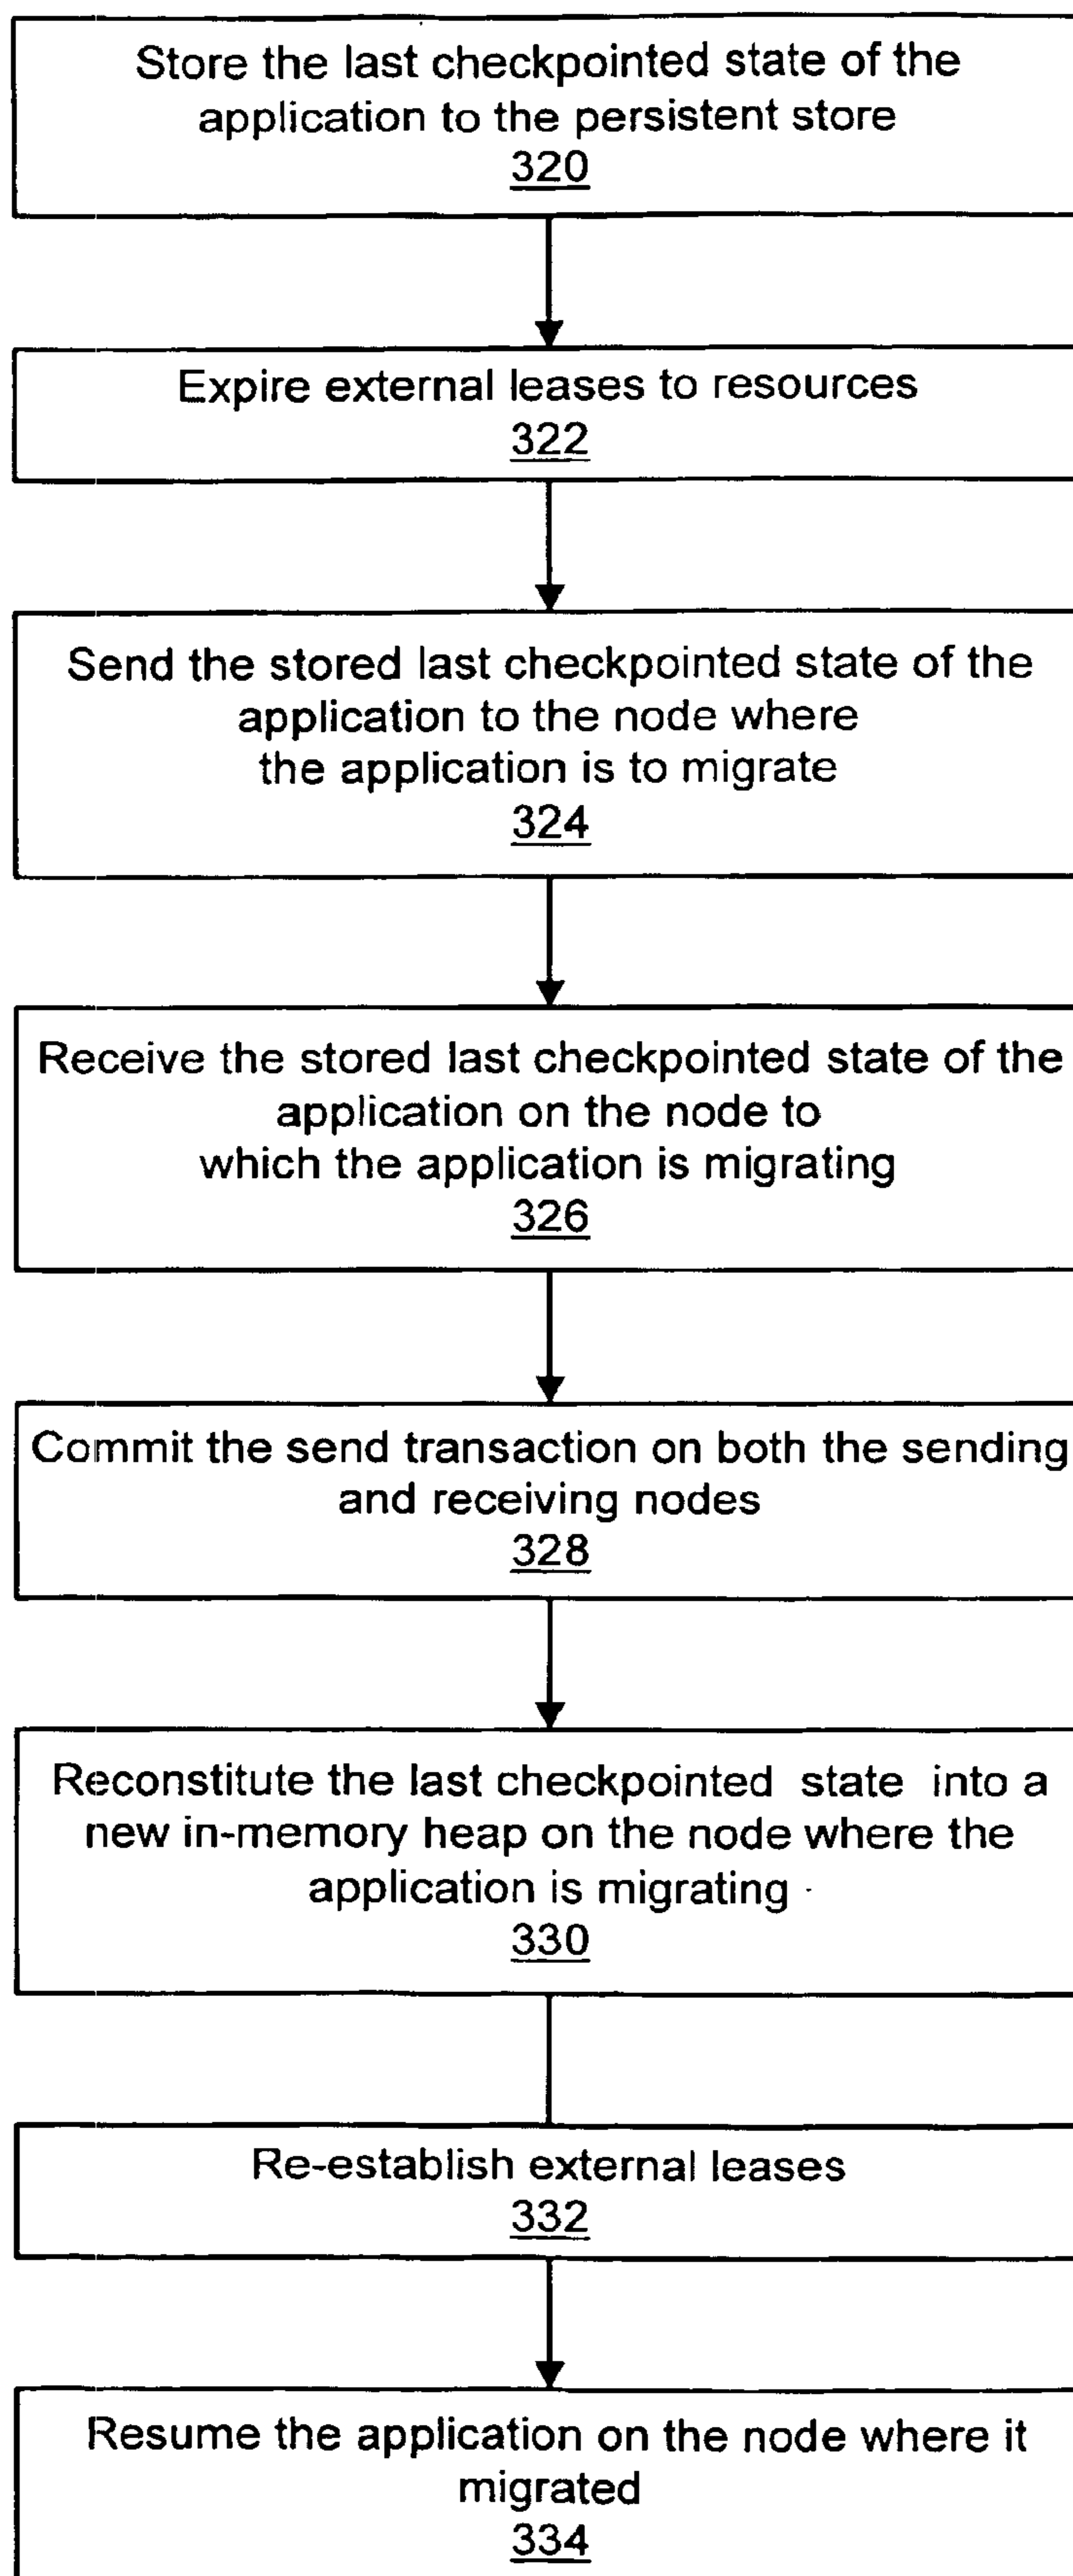 Store the last checkpointed state of the
application to the persistent store
320
Expire external leases to resources
322
Send the stored last checkpointed state of the
application to the node where
the application is to migrate
324
Receive the stored last checkpointed state of the
application on the node to
which the application is migrating
326
Commit the send transaction on both the sending
and receiving nodes
328
Reconstitute the last checkpointed state into a
new in-memory heap on the node where the
application is migrating
330
Re-establish external leases
332
Resume the application on the node where it
migrated
334